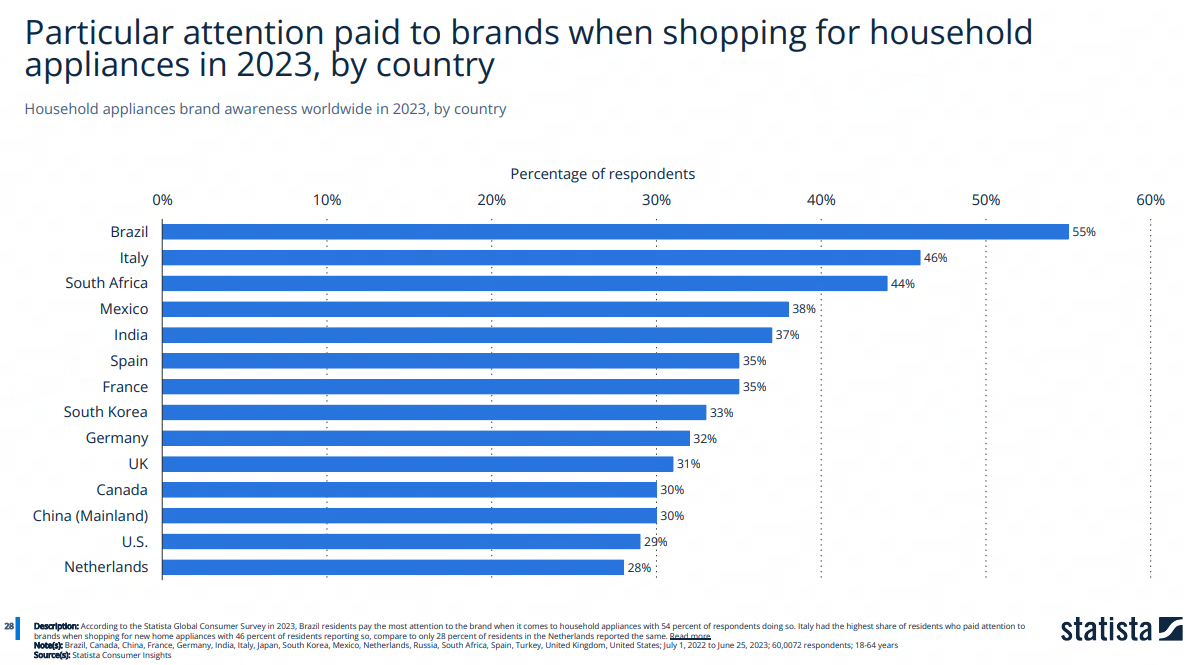 Particular attention paid to brands when shopping for household
appliances in 2023, by country
Household appliances brand awareness worldwide in 2023, by country
Percentage of respondents
0% 10% 20% 30% 40% 50% 60%
Brazil 55%
Italy 46%
South Africa 44%
Mexico 38%
India 37%
Spain 35%
France 35%
South Korea 33%
Germany 32%
UK 31%
Canada 30%
China (Mainland) 30%
U.S. 29%
Netherlands 28%
28
Description: According to the Statista Global Consumer Survey in 2023, Brazil residents pay the most attention to the brand when it comes to household appliances with 54 percent of respondents doing so. Italy had the highest share of residents who paid attention to
brands when shopping for new home appliances with 46 percent of residents reporting so, compare to only 28 percent of residents in the Netherlands reported the same. Read more
Note(s): Brazil, Canada, China, France, Germany, India, Italy, Japan, South Korea, Mexico, Netherlands, Russia, South Africa, Spain, Turkey, United Kingdom, United States; July 1, 2022 to June 25, 2023; 60,0072 respondents; 18-64 years
Source(s): Statista Consumer Insights
statista